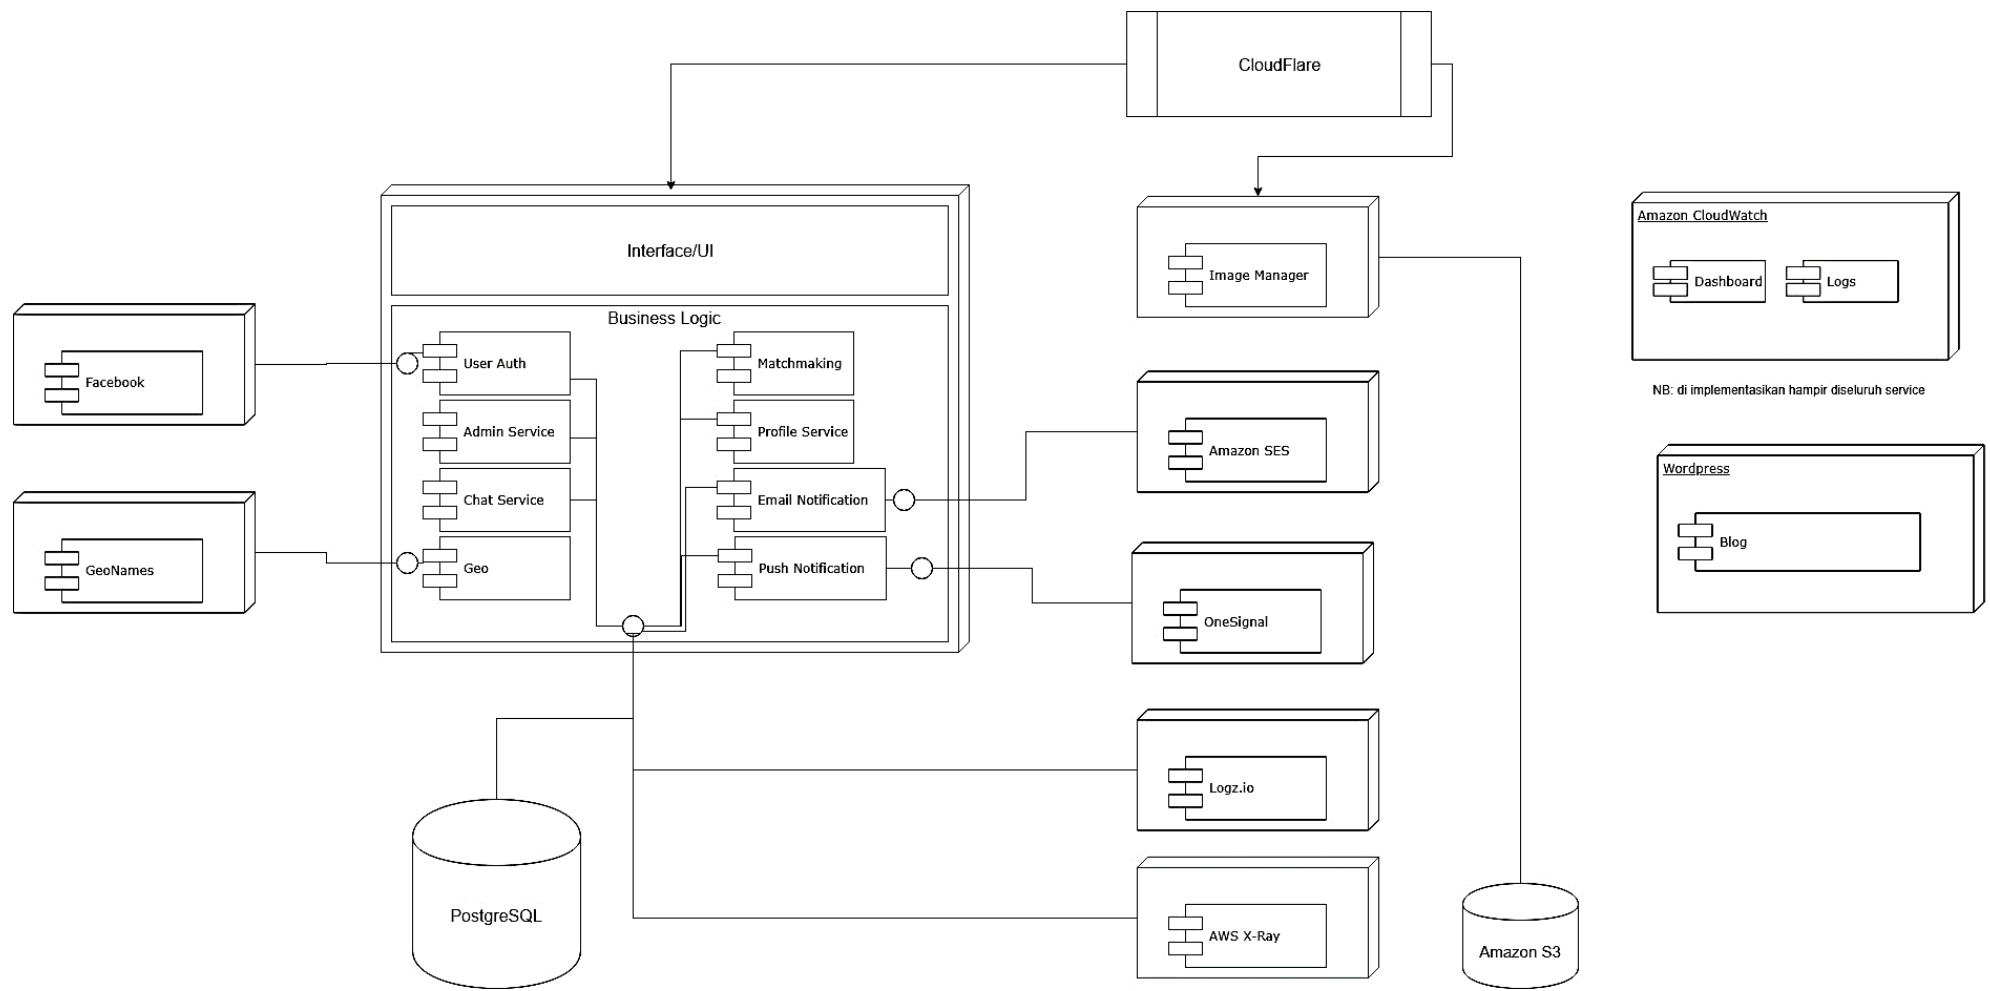 CloudFlare
Interface/UI
Business Logic
User Auth
Matchmaking
Admin Service
Profile Service
Chat Service
Email Notification
Geo
Push Notification
Facebook
GeoNames
Image Manager
Amazon SES
OneSignal
Logz.io
AWS X-Ray
PostgreSQL
Amazon S3
Amazon CloudWatch
Dashboard
Logs
NB: di implementasikan hampir diseluruh service
Wordpress
Blog